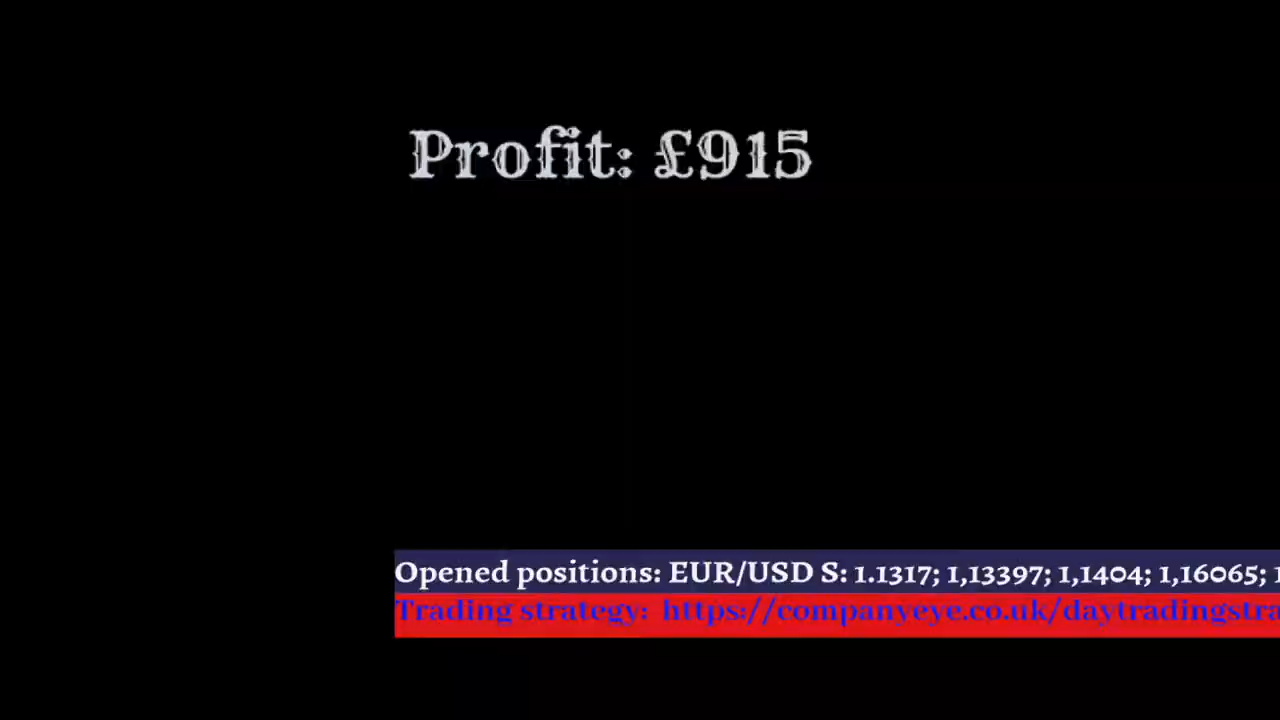 Profit: £915
Opened positions: EUR/USD S: 1.1317; 1,13397; 1,1404; 1,16065; 1
Trading strategy: https://companyeye.co.uk/daytradingstra